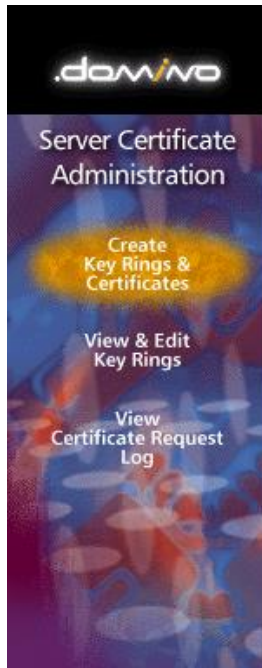 .domino
Server Certificate
Administration
Create
Key Rings &
Certificates
View & Edit
Key Rings
View
Certificate Request
Log